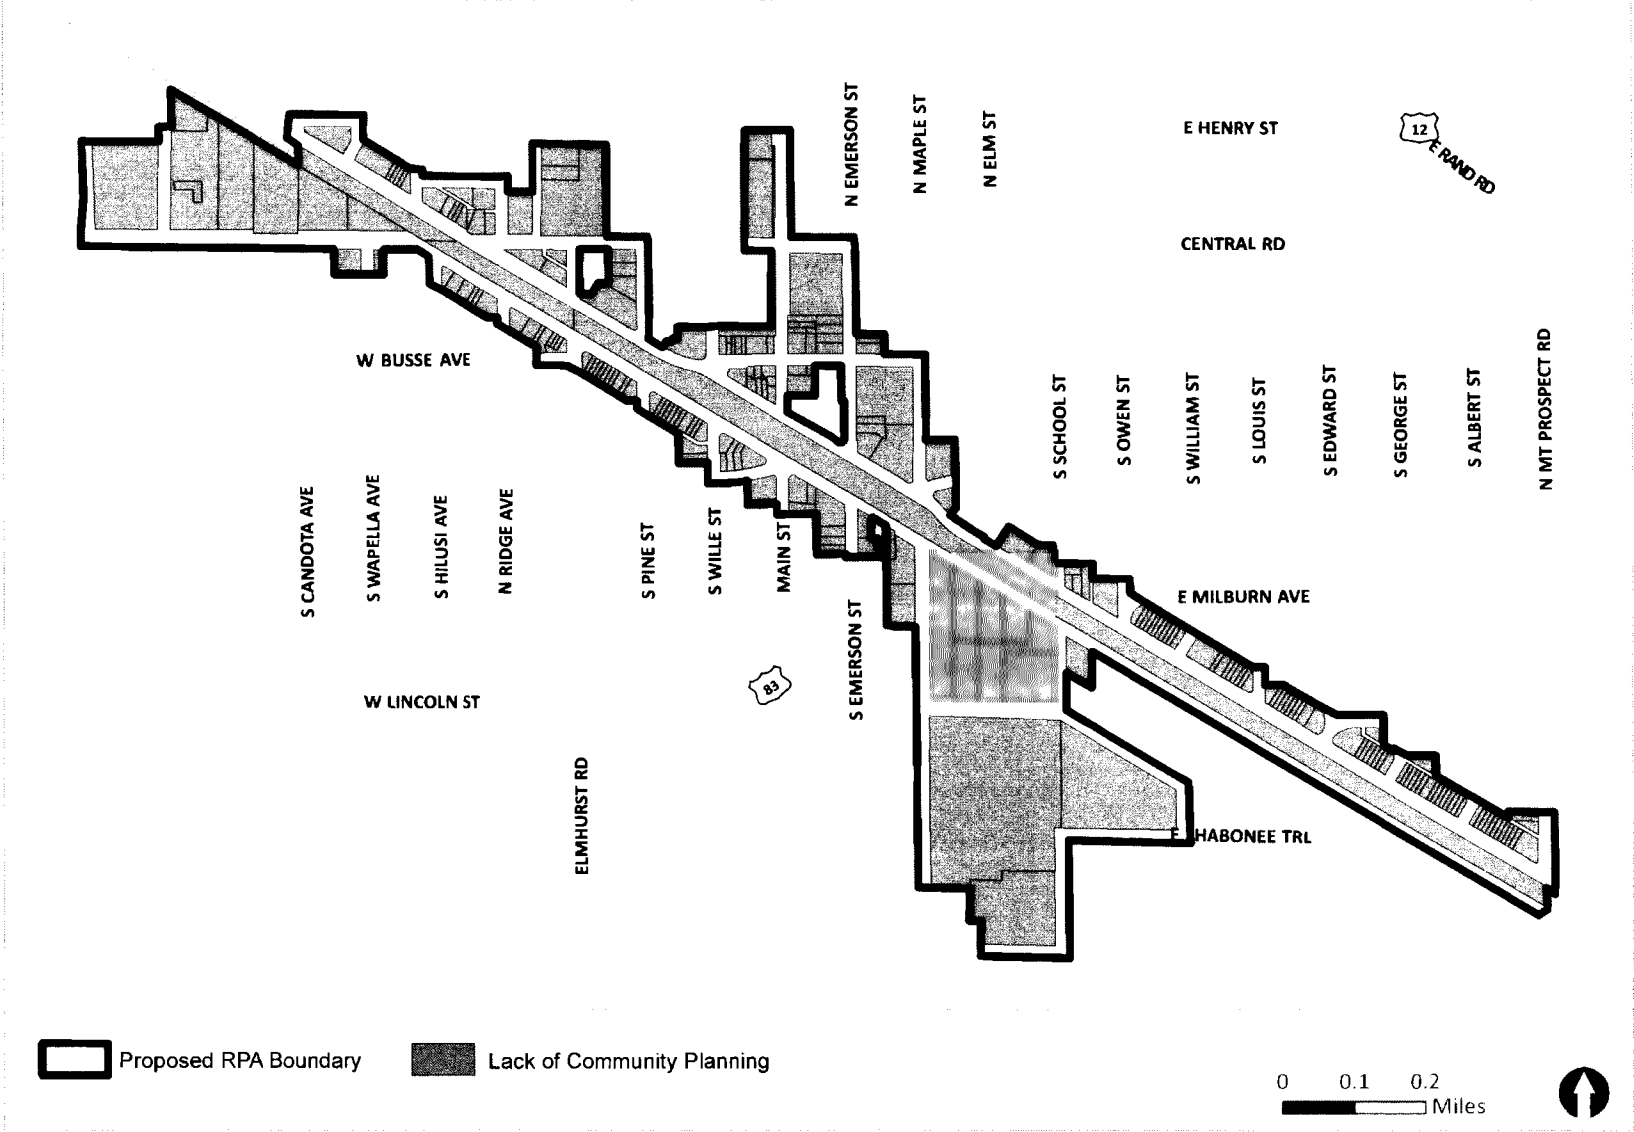 N EMERSON ST
N MAPLE ST
N ELM ST
E HENRY ST
12
E RAND RD
CENTRAL RD
W BUSSE AVE
N MT PROSPECT RD
S SCHOOL ST
S OWEN ST
S WILLIAM ST
S LOUIS ST
S EDWARD ST
S GEORGE ST
S ALBERT ST
S CANDOTA AVE
S WAPELLA AVE
S HILUSI AVE
N RIDGE AVE
S PINE ST
S WILLE ST
MAIN ST
S EMERSON ST
E MILBURN AVE
W LINCOLN ST
83
ELMHURST RD
E HABONEE TRL
Proposed RPA Boundary
Lack of Community Planning
0 0.1 0.2
Miles